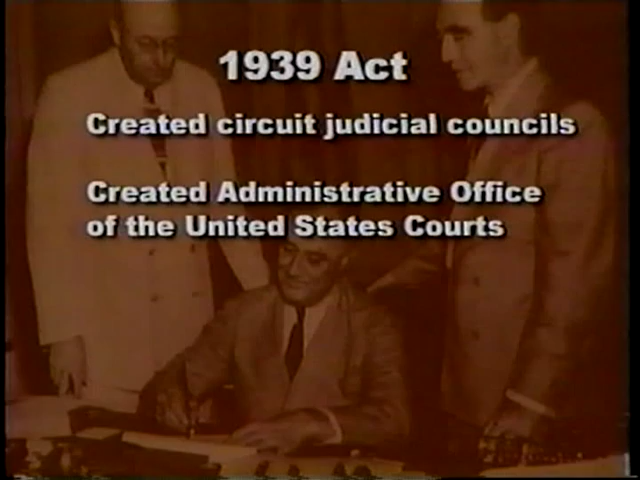 1939 Act
Created circuit judicial councils
Created Administrative Office
of the United States Courts